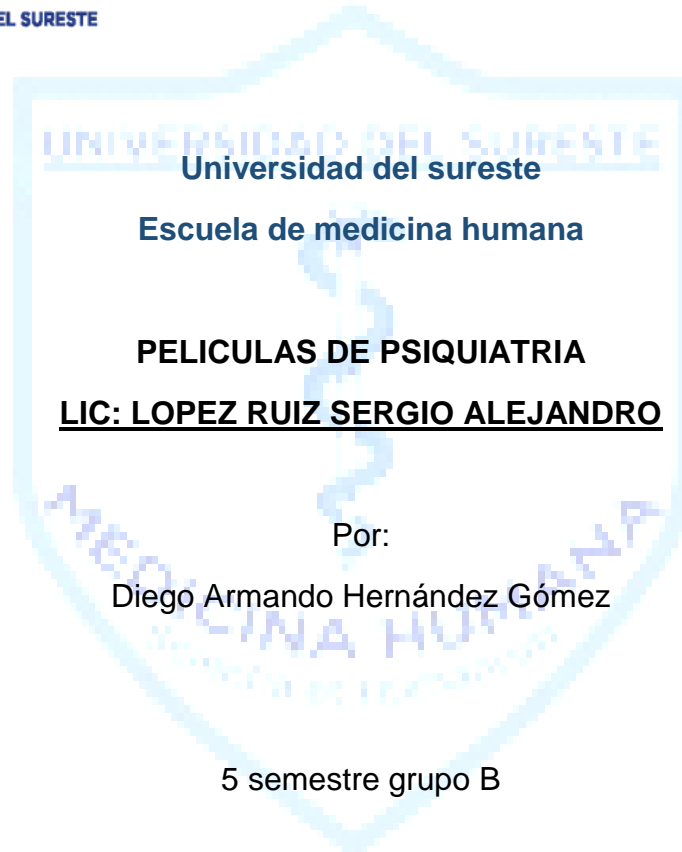 EL SURESTE
UNIVERSIDAD DEL SURESTE
Universidad del sureste
Escuela de medicina humana
PELICULAS DE PSIQUIATRIA
LIC: LOPEZ RUIZ SERGIO ALEJANDRO
Por:
Diego Armando Hernández Gómez
MEDICINA HUMANA
5 semestre grupo B